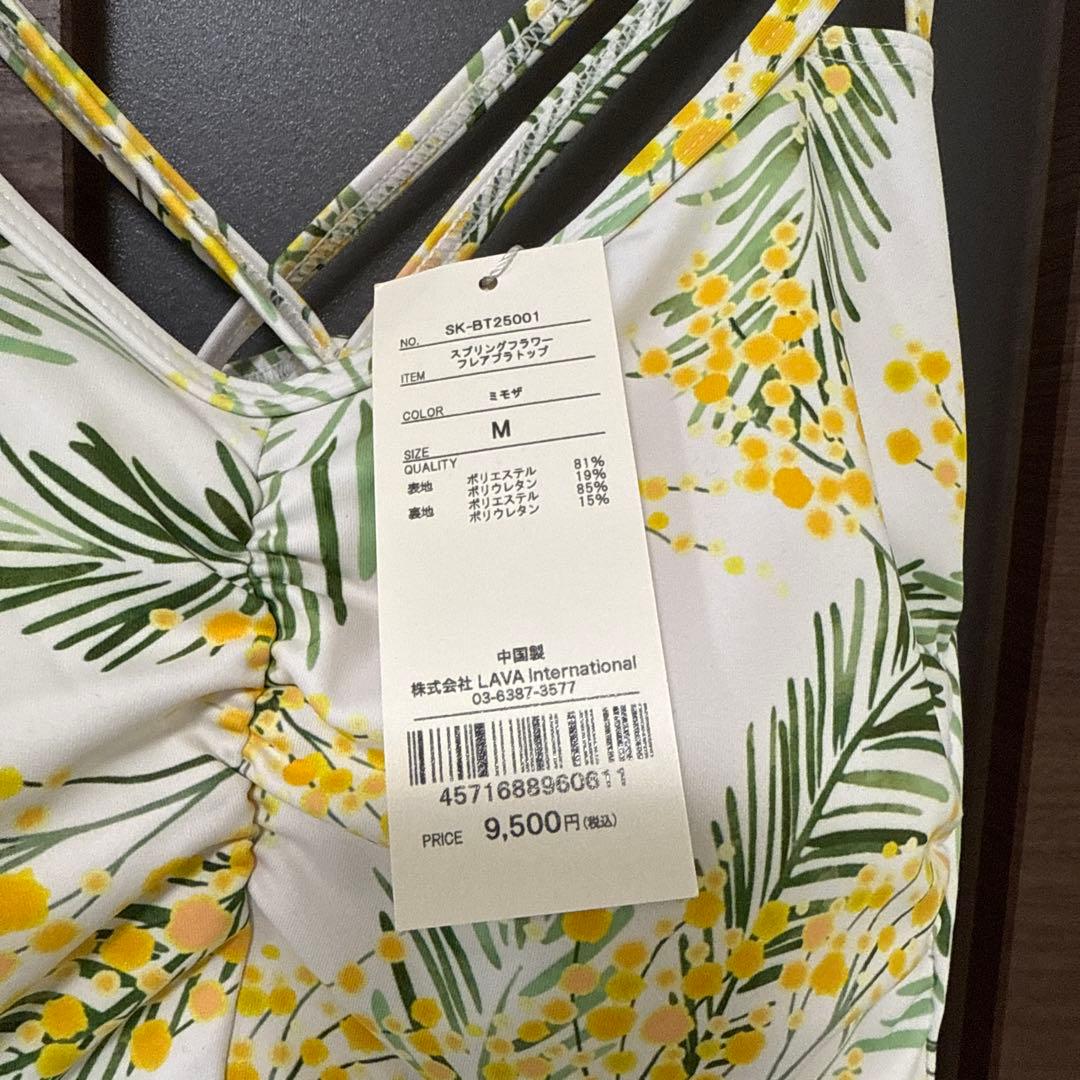 NO. SK-BT25001
スプリングフラワー
フレアブラトップ
ITEM
ミモザ
COLOR
M
SIZE
QUALITY
表地 ポリエステル 81%
ポリウレタン 19%
裏地 ポリエステル 85%
ポリウレタン 15%
中国製
株式会社 LAVA International
03-6387-3577
4571688960611
PRICE 9,500円(税込)